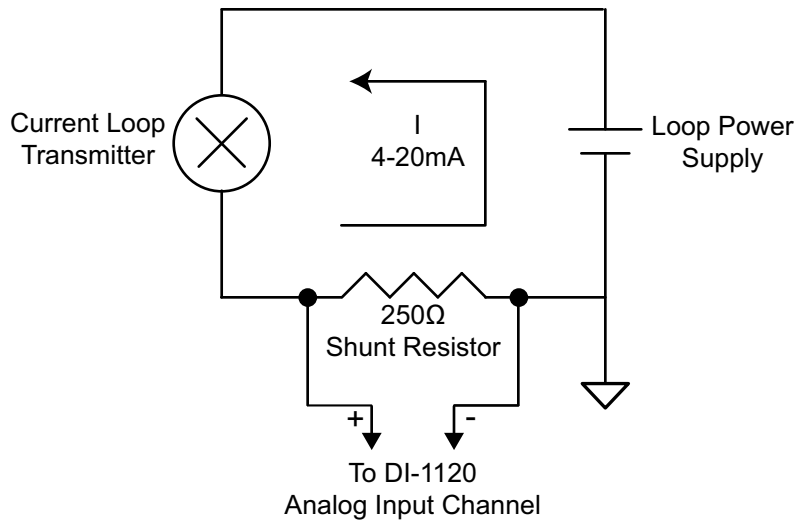 Current Loop
Transmitter
I
4-20mA
Loop Power
Supply
250Ω
Shunt Resistor
+
-
To DI-1120
Analog Input Channel